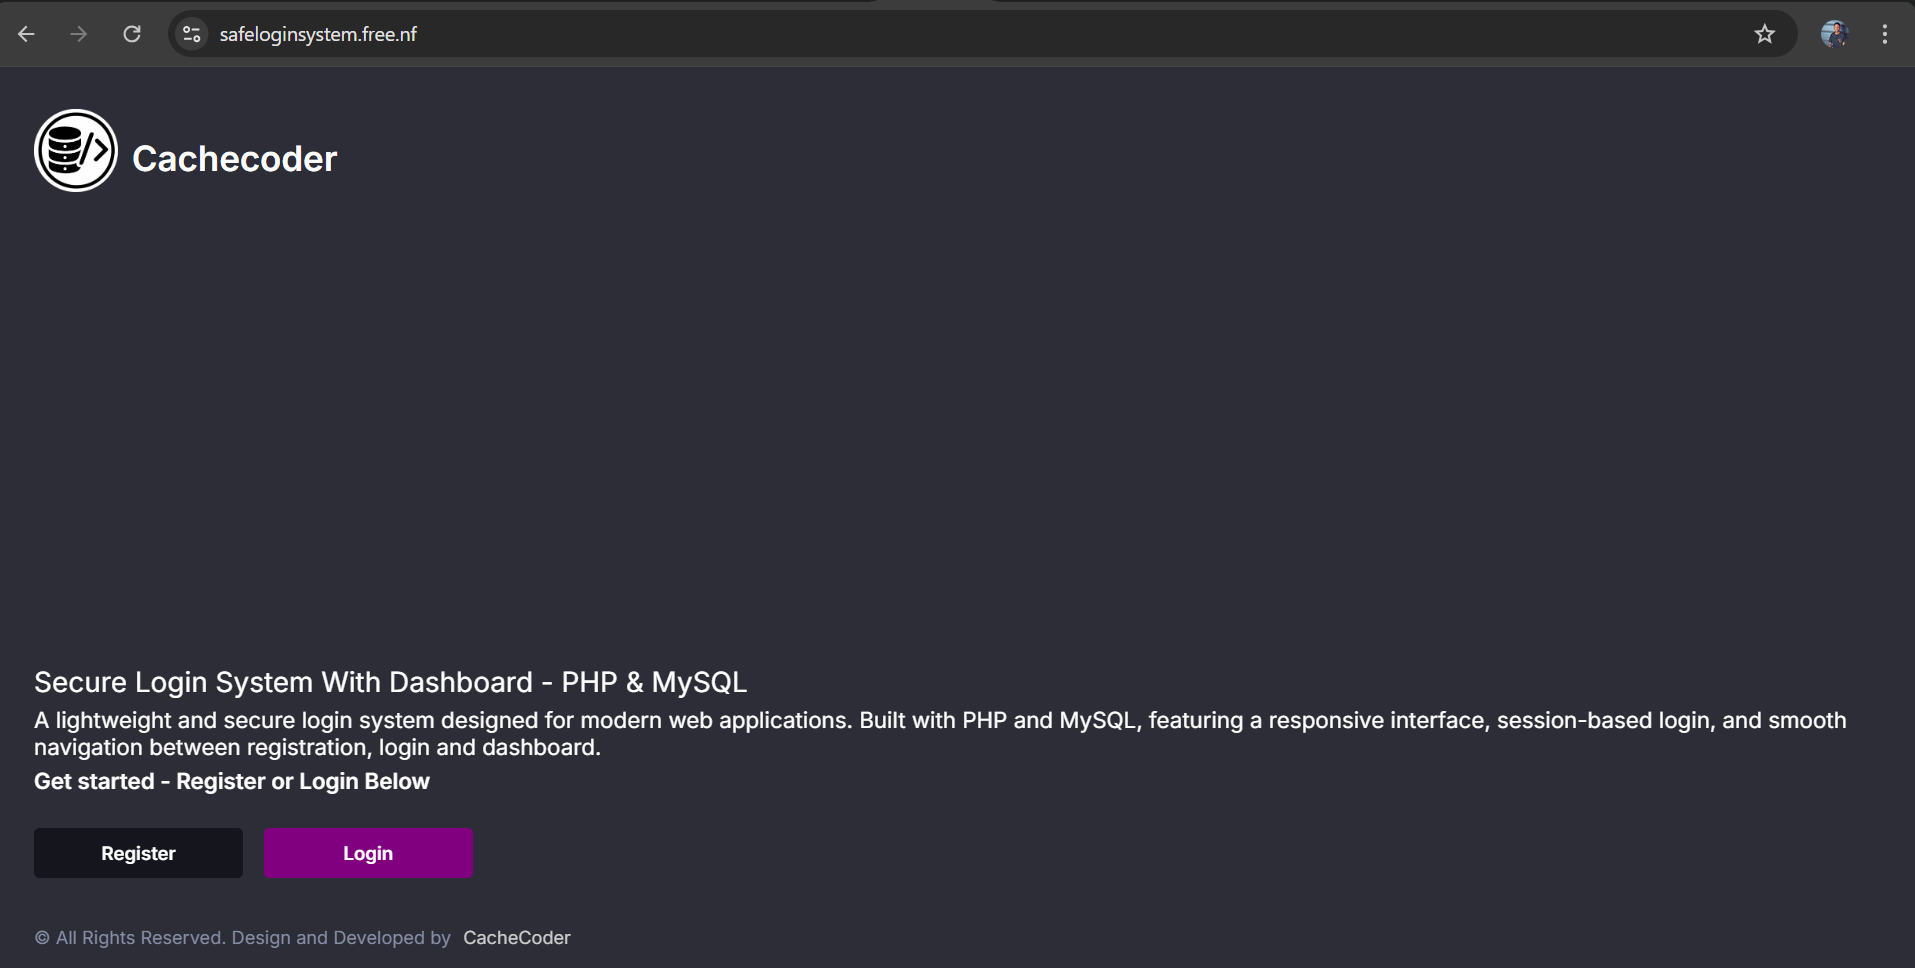 safeloginsystem.free.nf
Cachecoder
Secure Login System With Dashboard - PHP & MySQL
A lightweight and secure login system designed for modern web applications. Built with PHP and MySQL, featuring a responsive interface, session-based login, and smooth
navigation between registration, login and dashboard.
Get started - Register or Login Below
Register Login
© All Rights Reserved. Design and Developed by CacheCoder